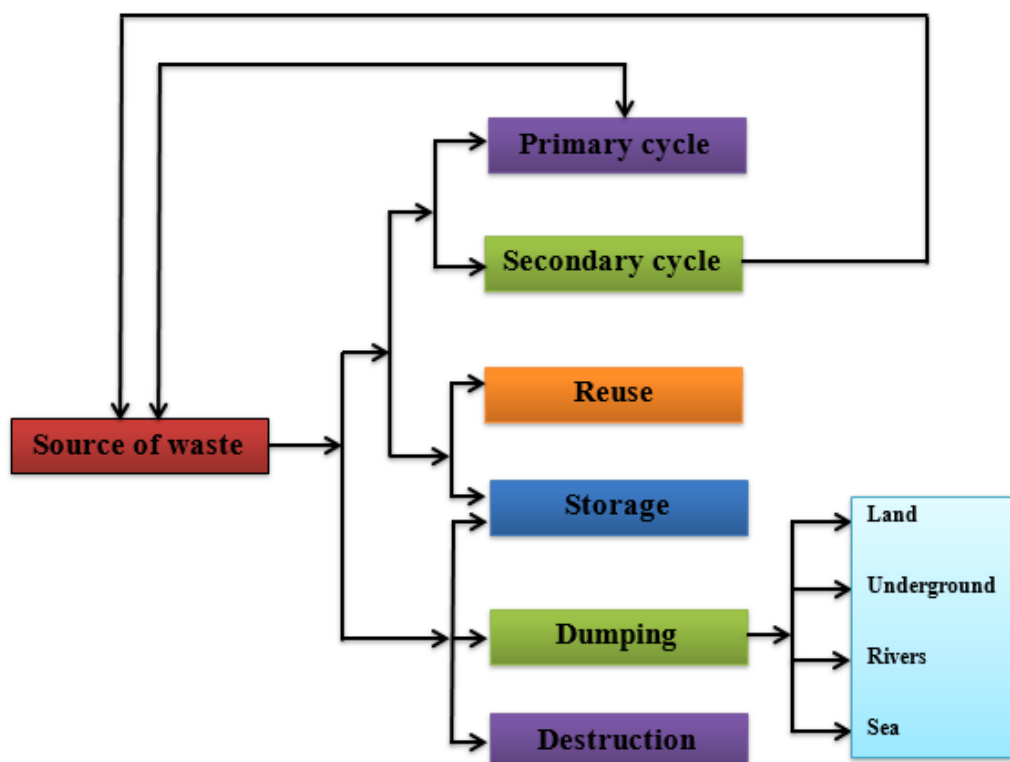 Primary cycle
Secondary cycle
Reuse
Source of waste
Storage
Land
Underground
Dumping
Rivers
Sea
Destruction